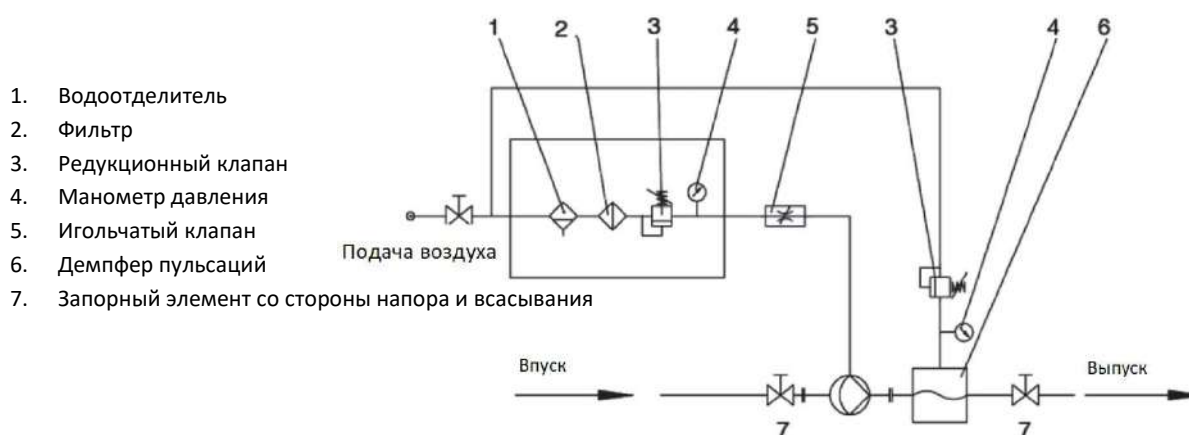 1 2 3 4 5 3 4 6
1. Водоотделитель
2. Фильтр
3. Редукционный клапан
4. Манометр давления
5. Игольчатый клапан
6. Демпфер пульсаций
7. Запорный элемент со стороны напора и всасывания
Подача воздуха
Впуск
Выпуск
7 7